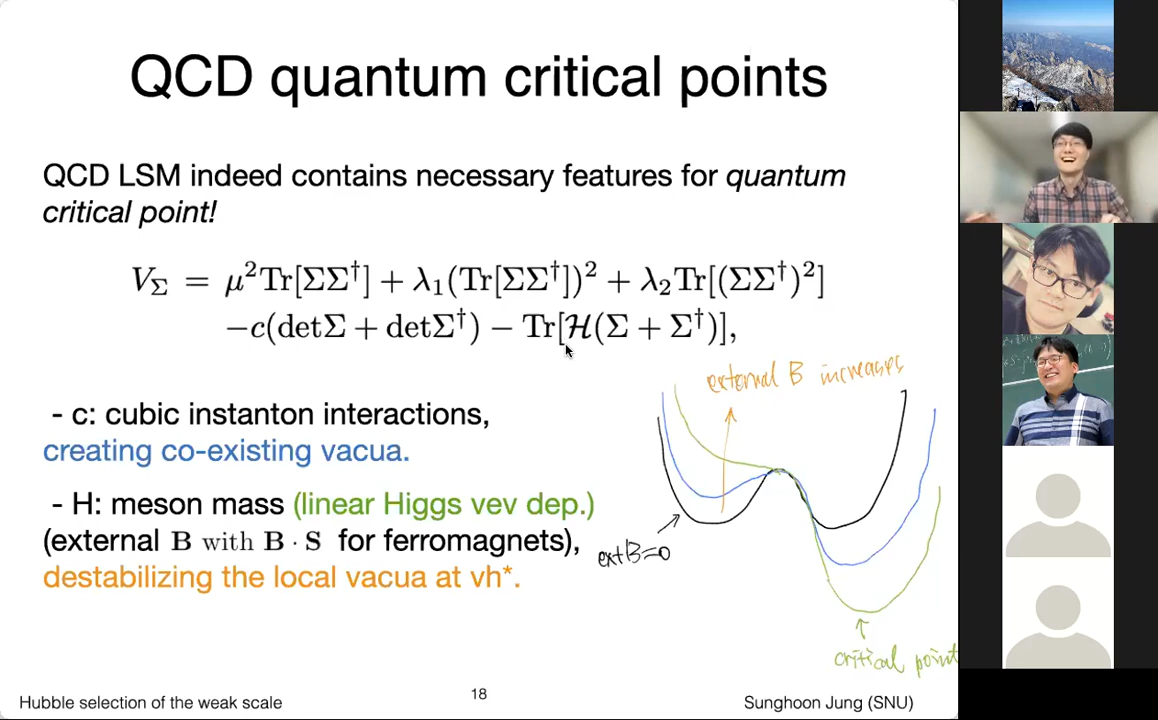 QCD quantum critical points
QCD LSM indeed contains necessary features for quantum
critical point!
V_Σ = μ²Tr[ΣΣ†] + λ₁(Tr[ΣΣ†])² + λ₂Tr[(ΣΣ†)²]
−c(detΣ + detΣ†) − Tr[ℋ(Σ + Σ†)],
- c: cubic instanton interactions,
creating co-existing vacua.
- H: meson mass (linear Higgs vev dep.)
(external B with B · S for ferromagnets),
destabilizing the local vacua at vh*.
external B increases
ext B=0
critical point
Hubble selection of the weak scale
18
Sunghoon Jung (SNU)